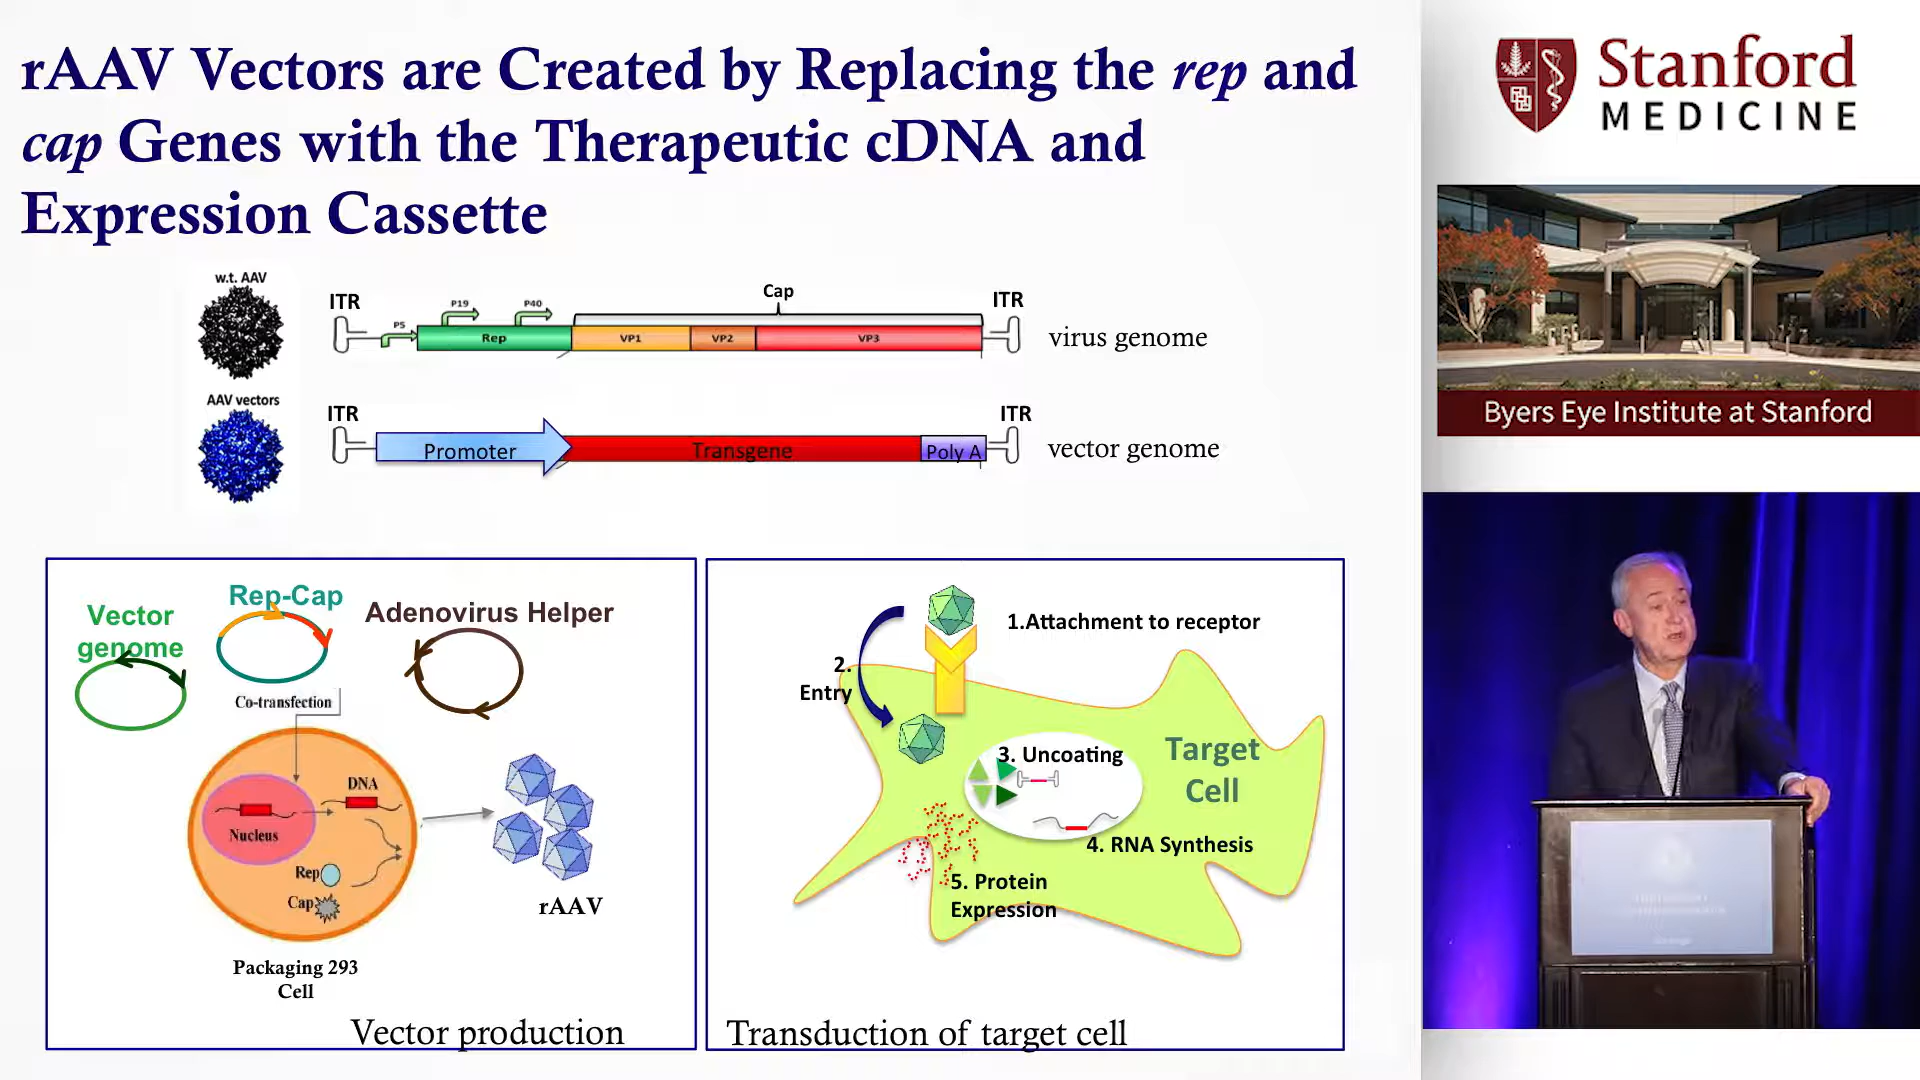 rAAV Vectors are Created by Replacing the rep and
cap Genes with the Therapeutic cDNA and
Expression Cassette
w.t. AAV
ITR
P5
P19
P40
Cap
ITR
Rep
VP1
VP2
VP3
virus genome
AAV vectors
ITR
ITR
Promoter
Transgene
Poly A
vector genome
Vector
genome
Rep-Cap
Adenovirus Helper
Co-transfection
DNA
Nucleus
Rep
Cap
rAAV
Packaging 293
Cell
Vector production
1.Attachment to receptor
2.
Entry
3. Uncoating
Target
Cell
4. RNA Synthesis
5. Protein
Expression
Transduction of target cell
Stanford
MEDICINE
Byers Eye Institute at Stanford